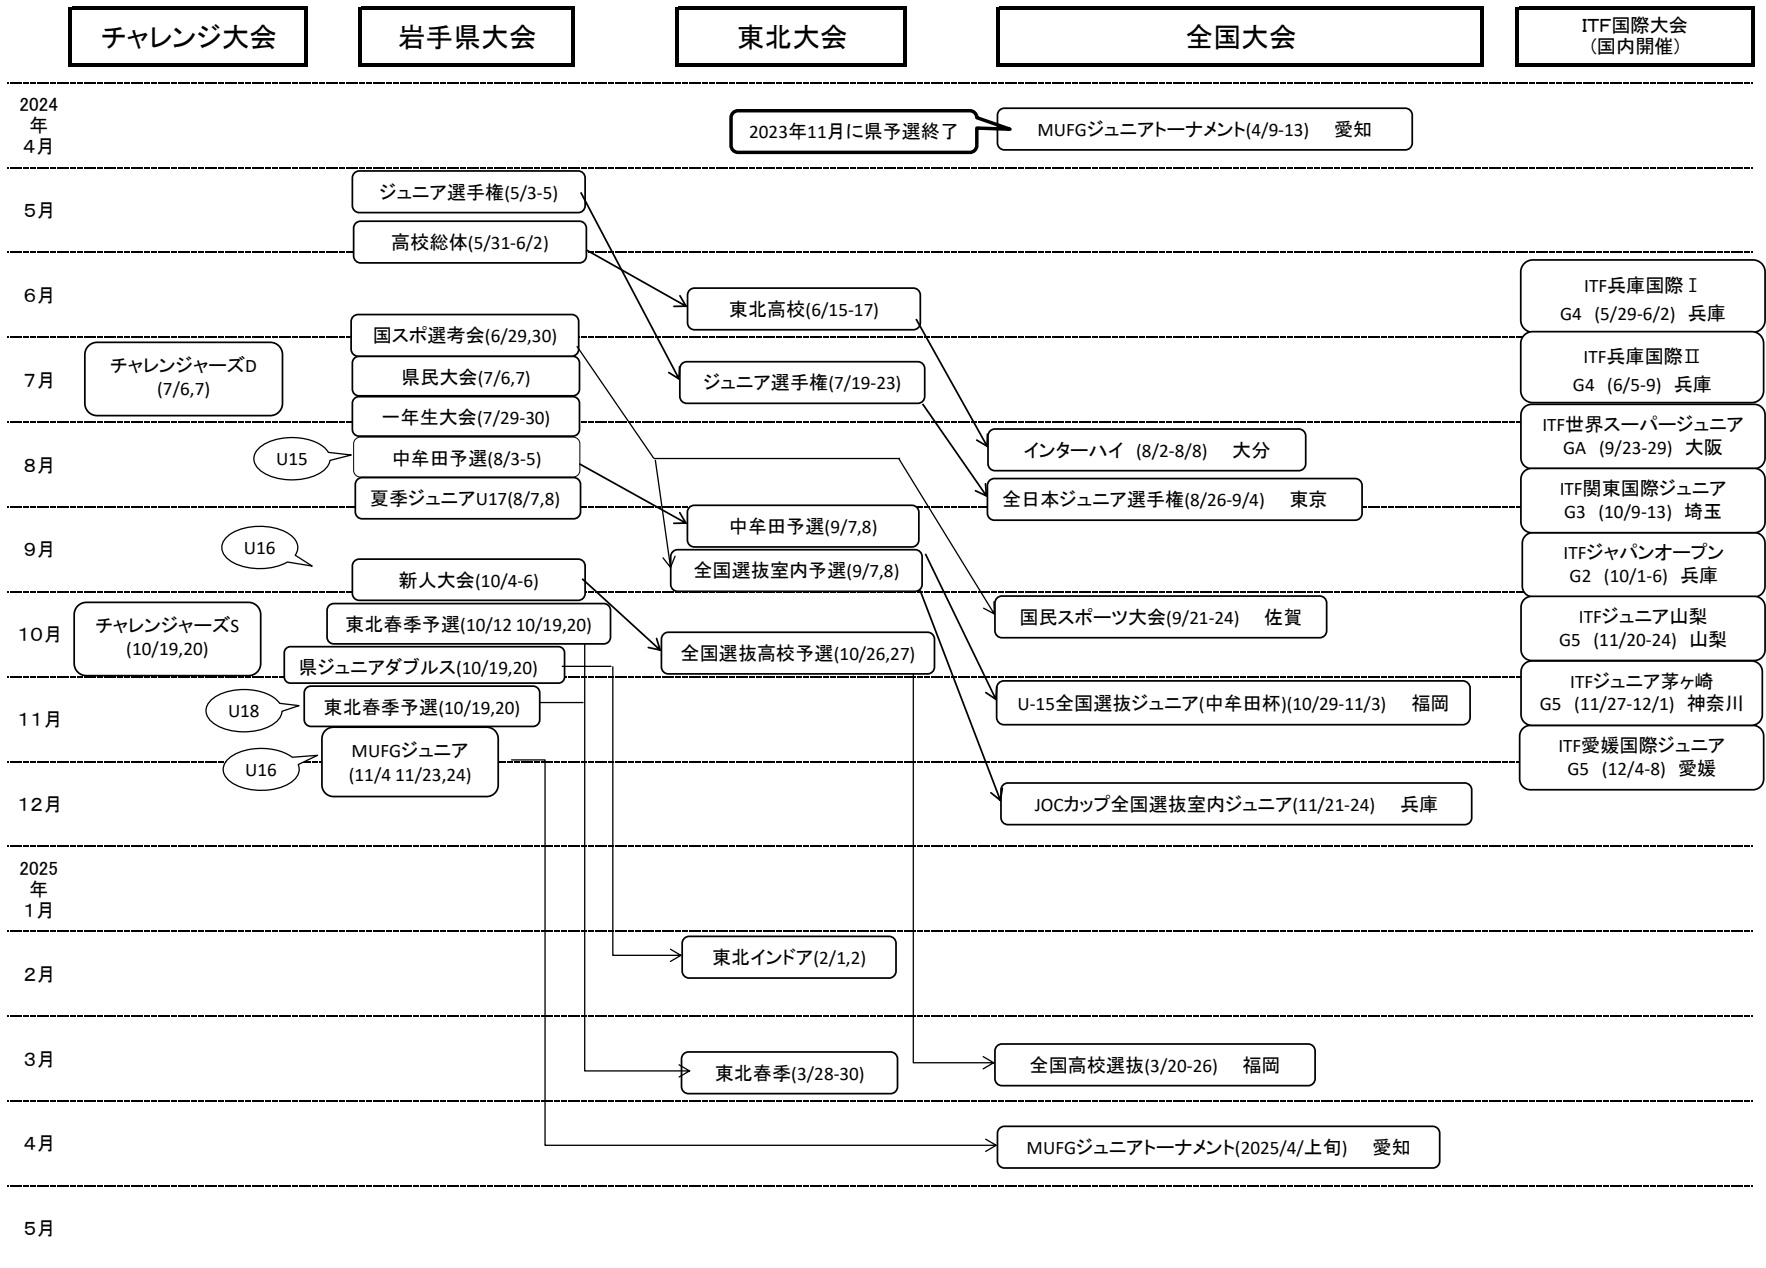 チャレンジ大会
岩手県大会
東北大会
全国大会
ITF国際大会
（国内開催）
2024
年
4月
2023年11月に県予選終了
MUFGジュニアトーナメント(4/9-13)　愛知
5月
ジュニア選手権(5/3-5)
高校総体(5/31-6/2)
6月
東北高校(6/15-17)
国スポ選考会(6/29,30)
ITF兵庫国際Ⅰ
G4 (5/29-6/2) 兵庫
7月
チャレンジャーズD
(7/6,7)
県民大会(7/6,7)
一年生大会(7/29-30)
ジュニア選手権(7/19-23)
ITF兵庫国際Ⅱ
G4 (6/5-9) 兵庫
8月
U15
中牟田予選(8/3-5)
夏季ジュニアU17(8/7,8)
インターハイ (8/2-8/8)　大分
全日本ジュニア選手権(8/26-9/4)　東京
ITF世界スーパージュニア
GA (9/23-29) 大阪
ITF関東国際ジュニア
G3 (10/9-13) 埼玉
9月
U16
新人大会(10/4-6)
中牟田予選(9/7,8)
全国選抜室内予選(9/7,8)
ITFジャパンオープン
G2 (10/1-6) 兵庫
10月
チャレンジャーズS
(10/19,20)
東北春季予選(10/12 10/19,20)
県ジュニアダブルス(10/19,20)
全国選抜高校予選(10/26,27)
国民スポーツ大会(9/21-24)　佐賀
ITFジュニア山梨
G5 (11/20-24) 山梨
11月
U18
東北春季予選(10/19,20)
U16
MUFGジュニア
(11/4 11/23,24)
U-15全国選抜ジュニア(中牟田杯)(10/29-11/3)　福岡
ITFジュニア茅ヶ崎
G5 (11/27-12/1) 神奈川
ITF愛媛国際ジュニア
G5 (12/4-8) 愛媛
12月
JOCカップ全国選抜室内ジュニア(11/21-24)　兵庫
2025
年
1月
2月
東北インドア(2/1,2)
3月
東北春季(3/28-30)
全国高校選抜(3/20-26)　福岡
4月
MUFGジュニアトーナメント(2025/4/上旬)　愛知
5月